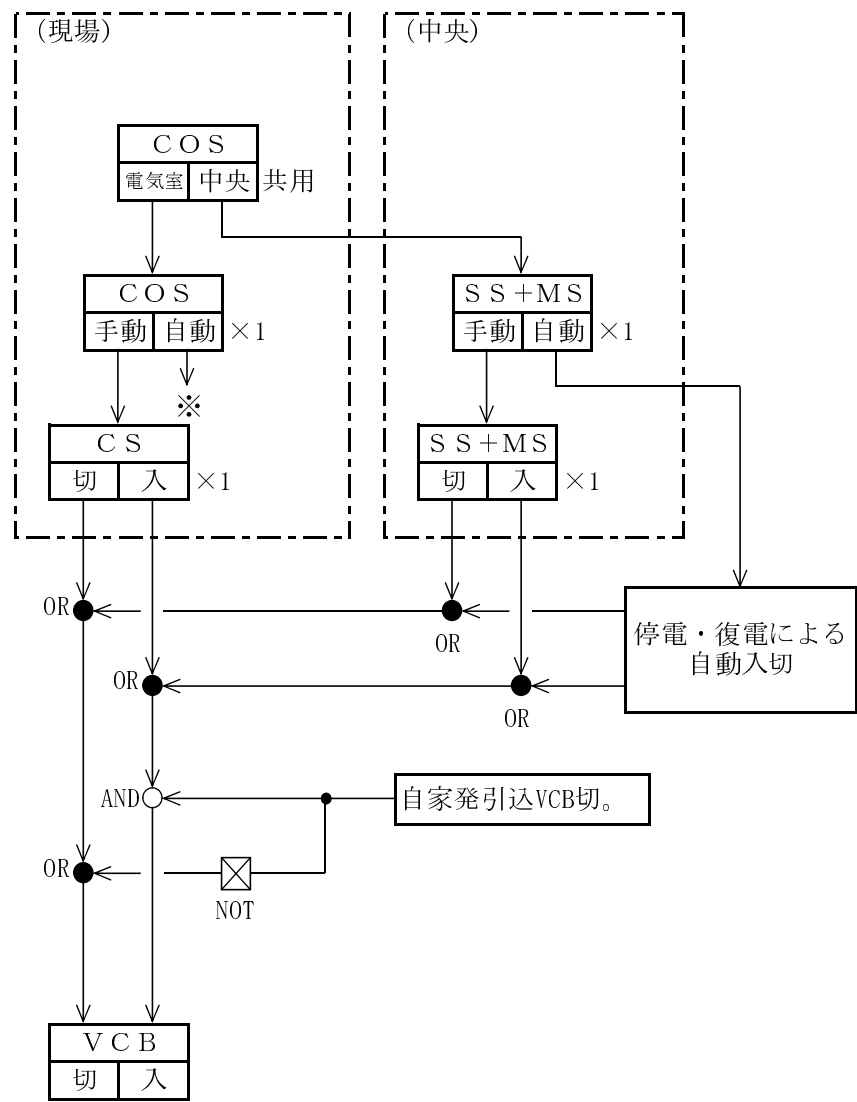 (現場)
(中央)
COS
電気室 中央 共用
COS
手動 自動 ×1
SS+MS
手動 自動 ×1
※
CS
切 入 ×1
SS+MS
切 入 ×1
OR
OR
停電・復電による
自動入切
OR
OR
AND
自家発引込VCB切。
OR
NOT
VCB
切 入